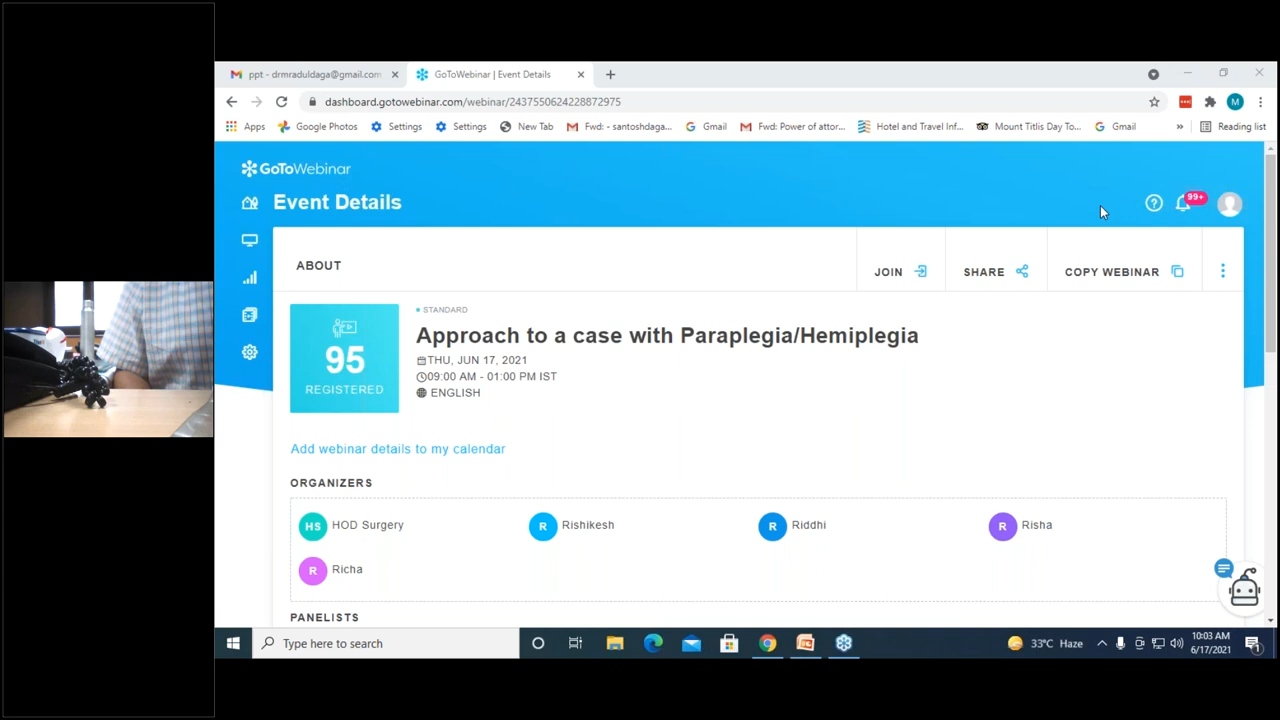 ppt - drmraduldaga@gmail.com
GoToWebinar | Event Details
dashboard.gotowebinar.com/webinar/2437550624228872975
M
Apps
Google Photos
Settings
Settings
New Tab
Fwd: - santoshdaga...
Gmail
Fwd: Power of attor...
Hotel and Travel Inf...
Mount Titlis Day To...
Gmail
»
Reading list
GoToWebinar
Event Details
99+
ABOUT
JOIN
SHARE
COPY WEBINAR
STANDARD
95
REGISTERED
Approach to a case with Paraplegia/Hemiplegia
THU, JUN 17, 2021
09:00 AM - 01:00 PM IST
ENGLISH
Add webinar details to my calendar
ORGANIZERS
HS HOD Surgery
R Rishikesh
R Riddhi
R Risha
R Richa
PANELISTS
Type here to search
33°C Haze
10:03 AM
6/17/2021
1